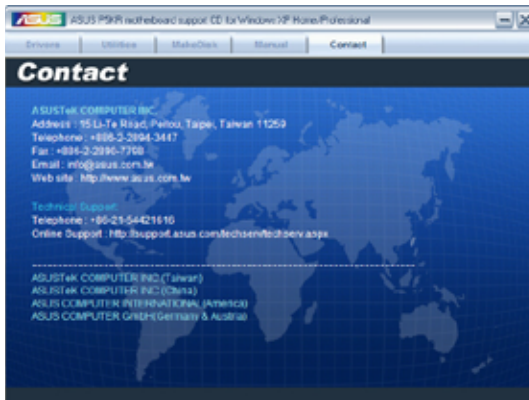 ASUS ASUS P5KR motherboard support CD for Windows XP Home/Professional
Drivers Utilities MakeDisk Manual Contact
Contact
ASUSTeK COMPUTER INC.
Address : 15 Li-Te Road, Peitou, Taipei, Taiwan 11259
Telephone : +886-2-2894-3447
Fax : +886-2-2890-7798
Email : info@asus.com.tw
Web site : http://www.asus.com.tw
Technical Support
Telephone : +86-21-54421616
Online Support : http://support.asus.com/techserv/techserv.aspx
ASUSTeK COMPUTER INC.(Taiwan)
ASUSTeK COMPUTER INC.(China)
ASUS COMPUTER INTERNATIONAL(America)
ASUS COMPUTER GmbH(Germany & Austria)